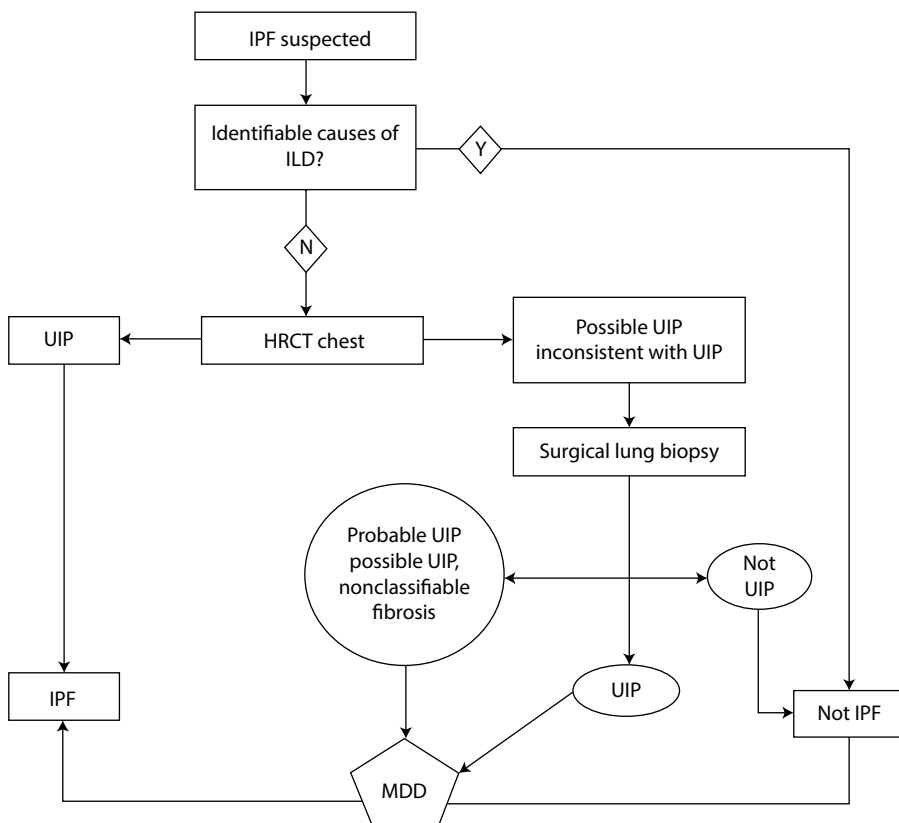 IPF suspected
Identifiable causes of
ILD?
Y
N
UIP
HRCT chest
Possible UIP
inconsistent with UIP
Surgical lung biopsy
Probable UIP
possible UIP,
nonclassifiable
fibrosis
Not
UIP
UIP
IPF
Not IPF
MDD